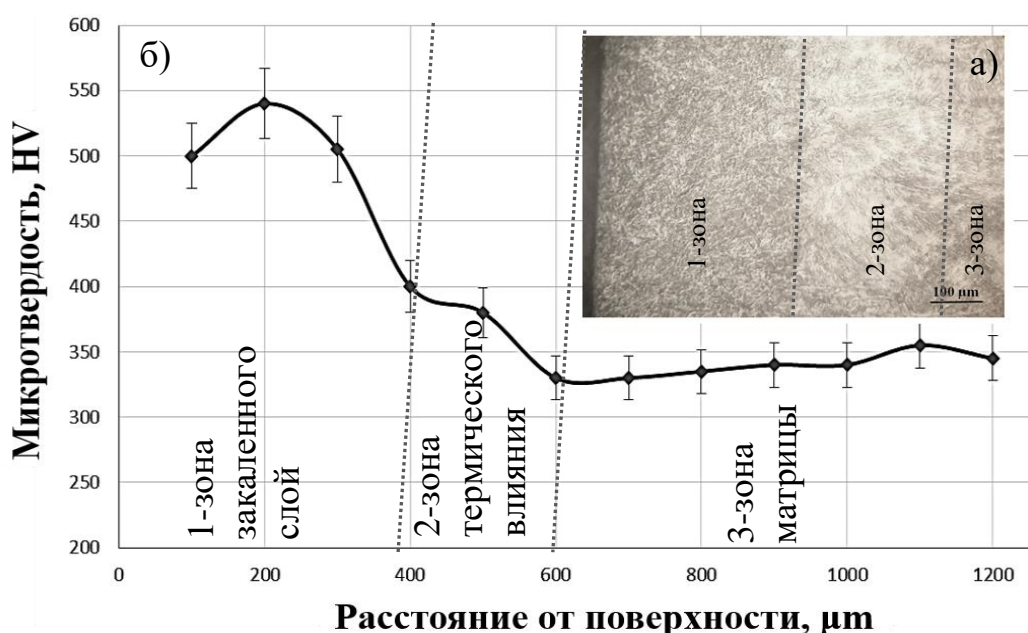 600
550
500
450
400
350
300
250
200
Микротвердость, HV
б)
а)
1-зона
2-зона
3-зона
100 µm
1-зона
закаленного
слой
2-зона
термического
влияния
3-зона
матрицы
0
200
400
600
800
1000
1200
Расстояние от поверхности, µm